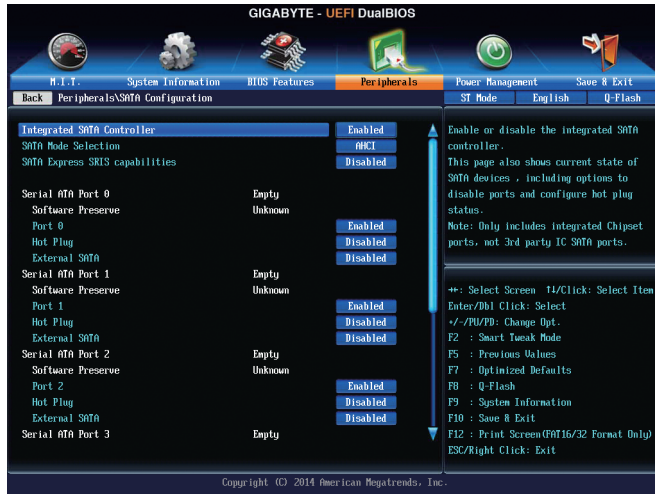 GIGABYTE - UEFI DualBIOS
M.I.T. System Information BIOS Features Peripherals Power Management Save & Exit
Back Peripherals\SATA Configuration ST Mode English Q-Flash
Integrated SATA Controller Enabled
SATA Mode Selection AHCI
SATA Express SRIS capabilities Disabled
Serial ATA Port 0 Empty
Software Preserve Unknown
Port 0 Enabled
Hot Plug Disabled
External SATA Disabled
Serial ATA Port 1 Empty
Software Preserve Unknown
Port 1 Enabled
Hot Plug Disabled
External SATA Disabled
Serial ATA Port 2 Empty
Software Preserve Unknown
Port 2 Enabled
Hot Plug Disabled
External SATA Disabled
Serial ATA Port 3 Empty
Enable or disable the integrated SATA
controller.
This page also shows current state of
SATA devices , including options to
disable ports and configure hot plug
status.
Note: Only includes integrated Chipset
ports, not 3rd party IC SATA ports.
↔: Select Screen ↑↓/Click: Select Item
Enter/Dbl Click: Select
+/-/PU/PD: Change Opt.
F2 : Smart Tweak Mode
F5 : Previous Values
F7 : Optimized Defaults
F8 : Q-Flash
F9 : System Information
F10 : Save & Exit
F12 : Print Screen(FAT16/32 Format Only)
ESC/Right Click: Exit
Copyright (C) 2014 American Megatrends, Inc.